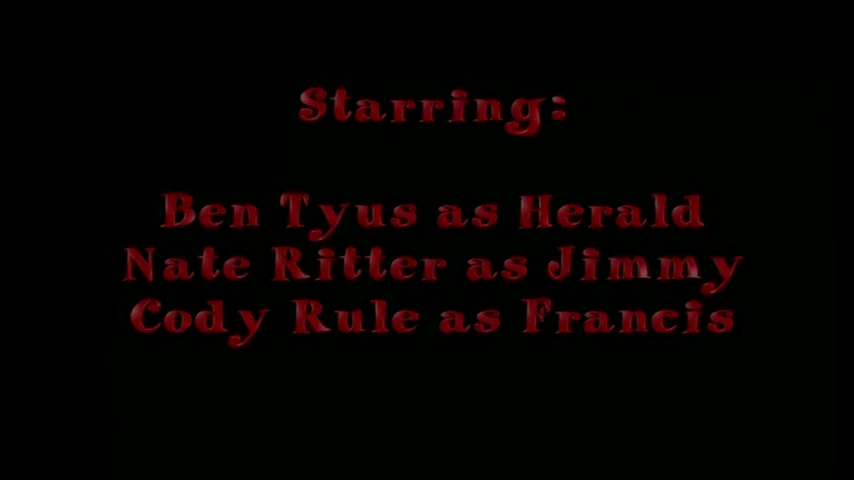 Starring:
Ben Tyus as Herald
Nate Ritter as Jimmy
Cody Rule as Francis